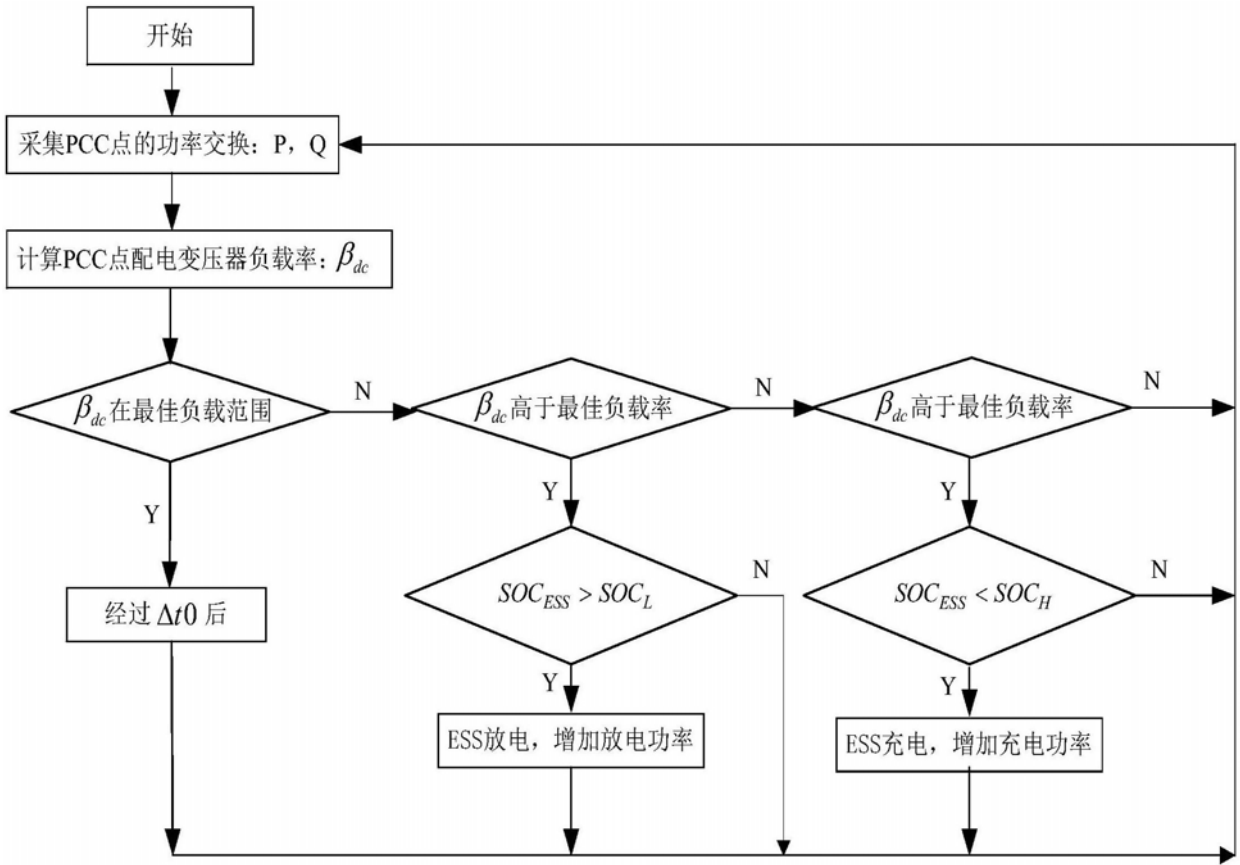 开始
采集PCC点的功率交换：P，Q
计算PCC点配电变压器负载率：β_dc
β_dc在最佳负载范围
N
β_dc高于最佳负载率
N
β_dc高于最佳负载率
N
Y
Y
Y
经过Δt0后
SOC_ESS > SOC_L
N
SOC_ESS < SOC_H
N
Y
Y
ESS放电，增加放电功率
ESS充电，增加充电功率